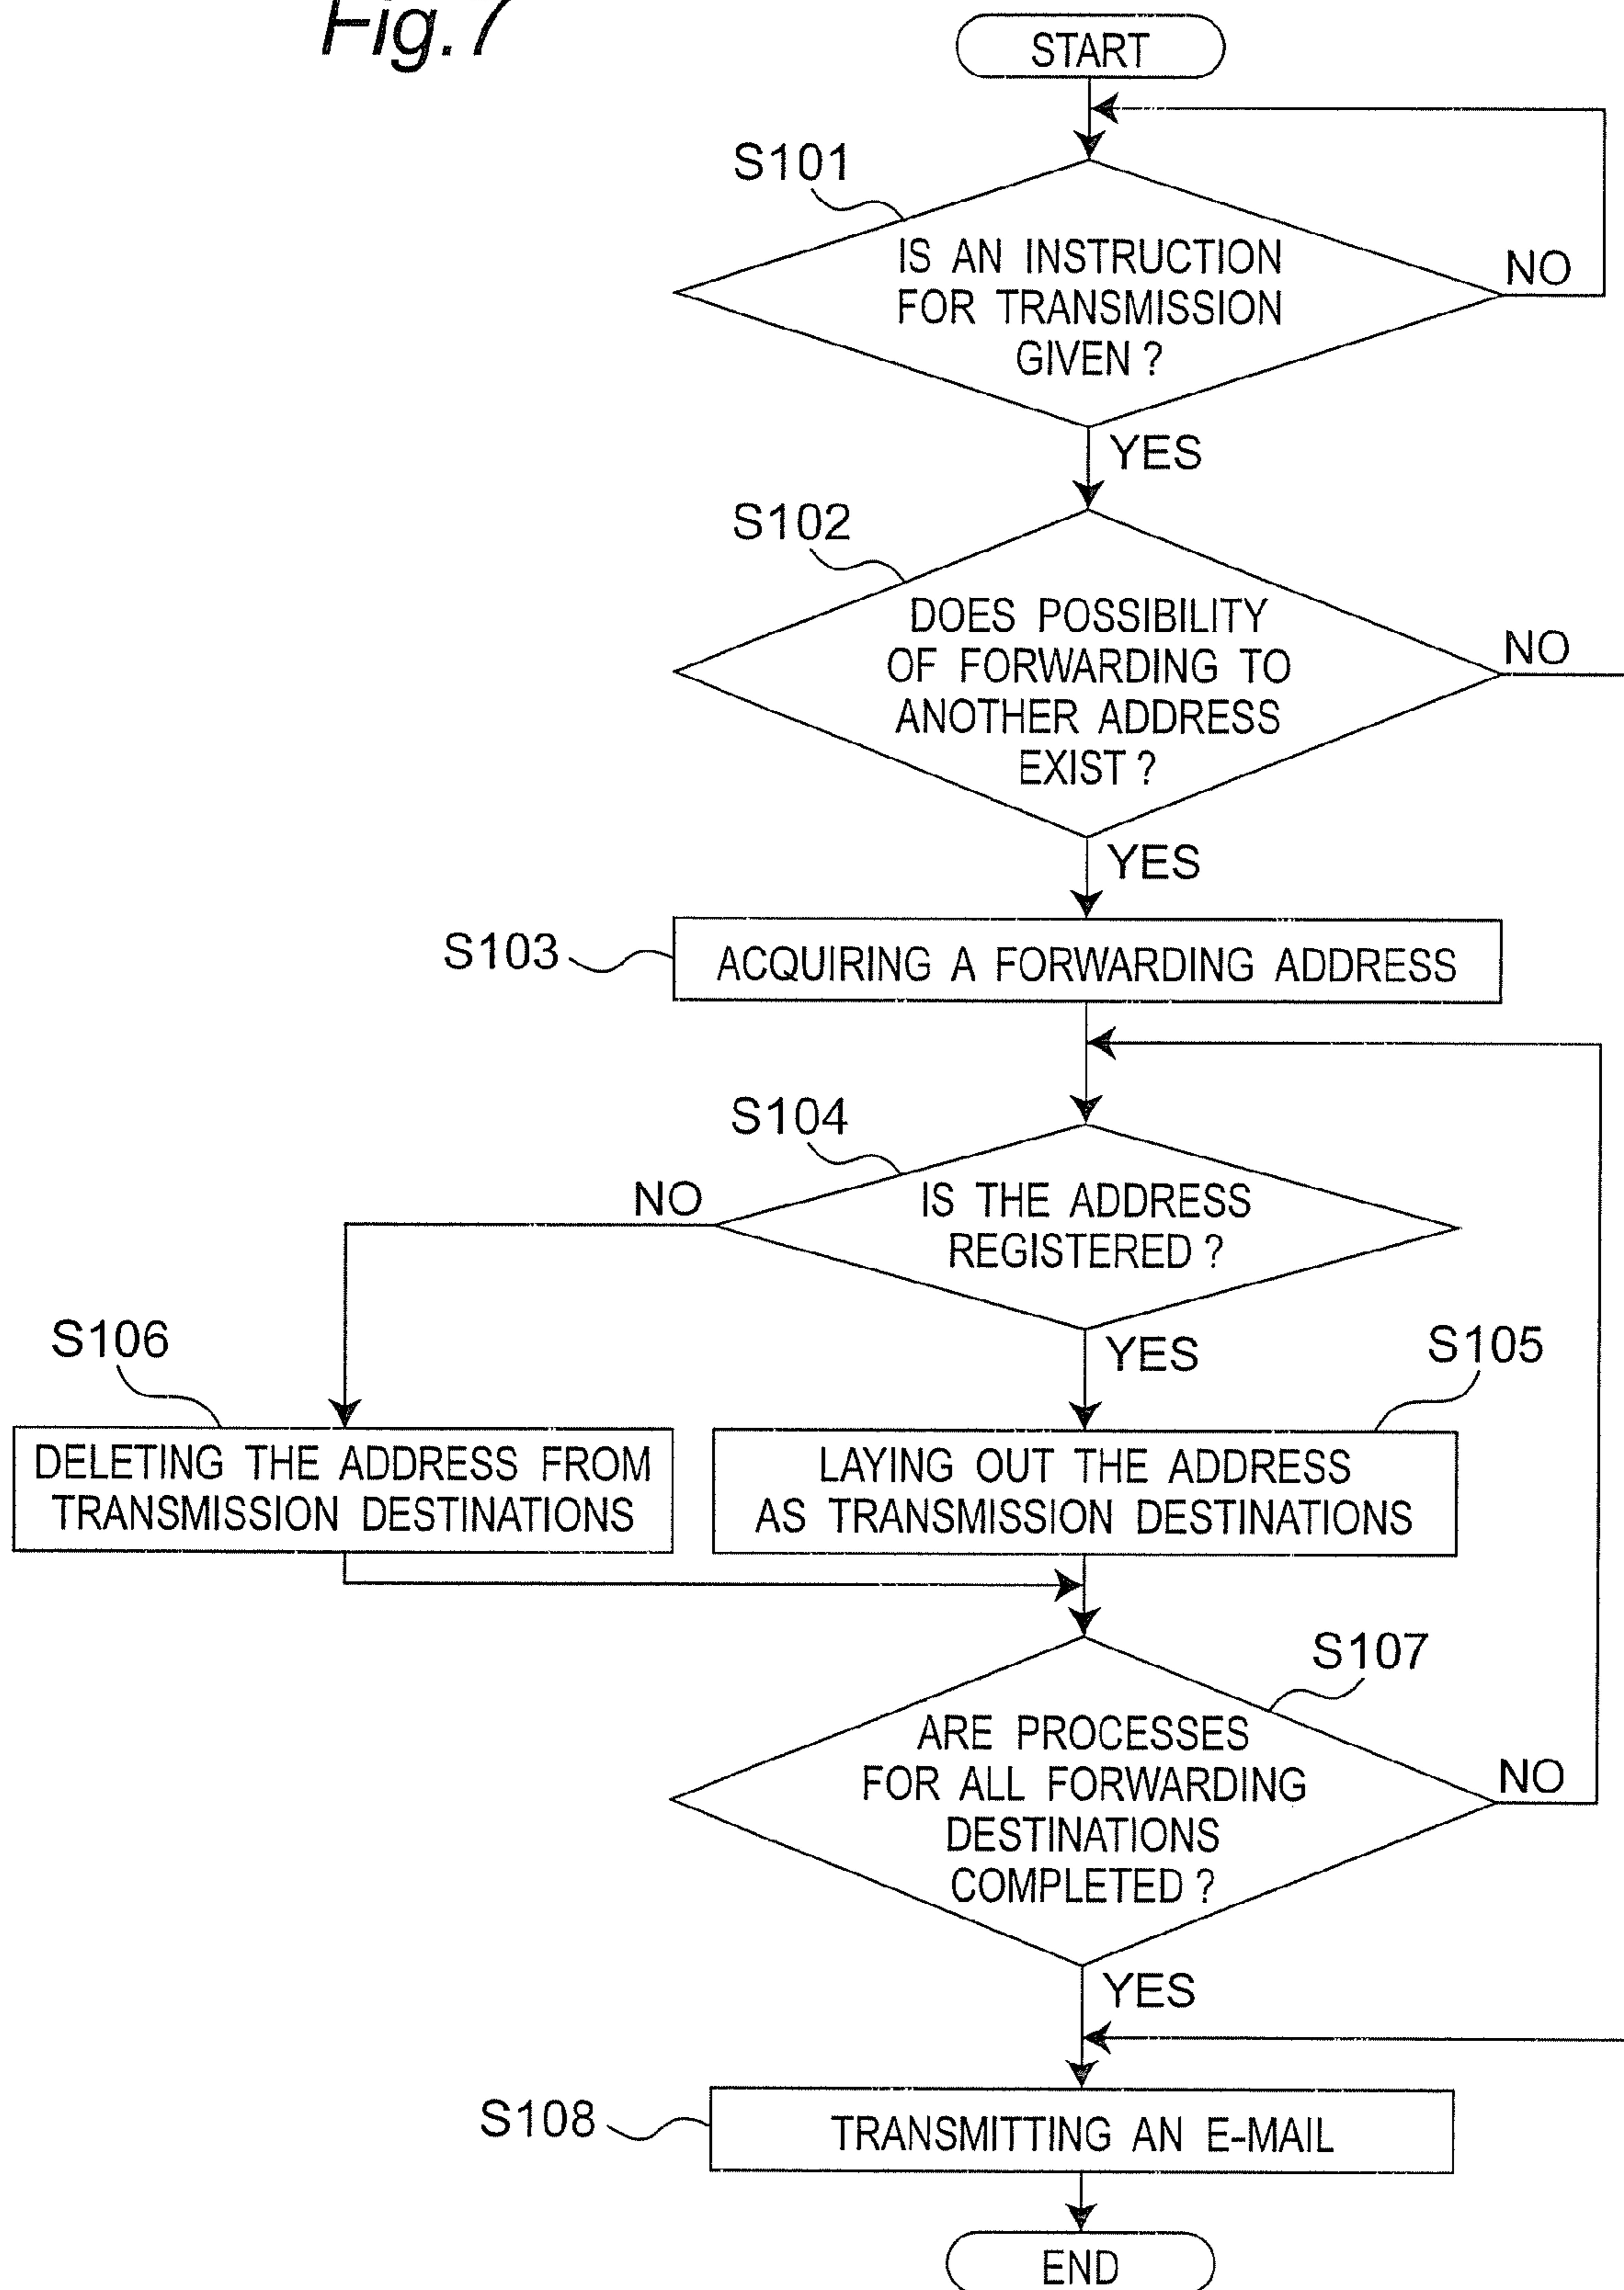 Fig.7
START
S101
IS AN INSTRUCTION
FOR TRANSMISSION
GIVEN ?
NO
YES
S102
DOES POSSIBILITY
OF FORWARDING TO
ANOTHER ADDRESS
EXIST ?
NO
YES
S103
ACQUIRING A FORWARDING ADDRESS
S104
IS THE ADDRESS
REGISTERED ?
NO
YES
S106
DELETING THE ADDRESS FROM
TRANSMISSION DESTINATIONS
S105
LAYING OUT THE ADDRESS
AS TRANSMISSION DESTINATIONS
S107
ARE PROCESSES
FOR ALL FORWARDING
DESTINATIONS
COMPLETED ?
NO
YES
S108
TRANSMITTING AN E-MAIL
END